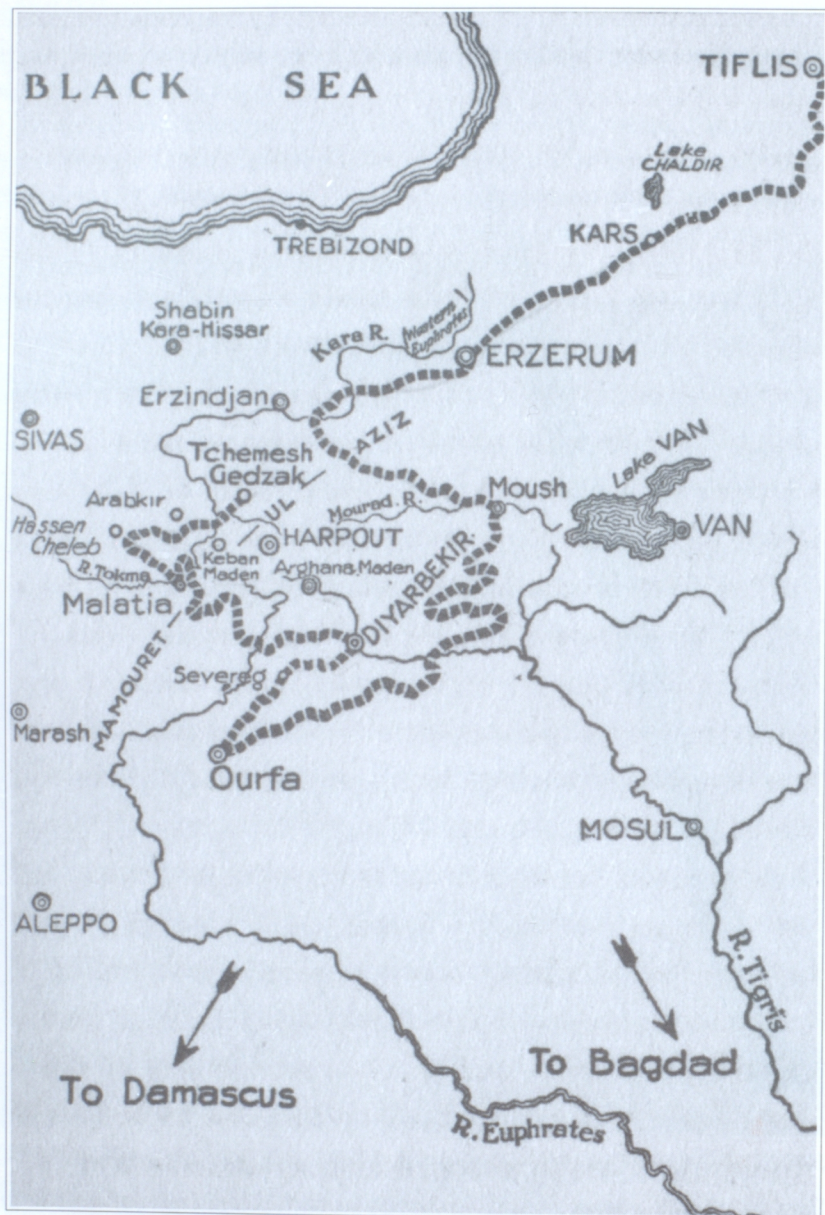 BLACK SEA
TIFLIS
Lake
CHALDIR
KARS
TREBIZOND
Shabin
Kara-Hissar
Kara R.
Western
Euphrates
ERZERUM
Erzindjan
SIVAS
AZIZ
Tchemesh
Gedzak
UL
Lake VAN
Moush
Mourad. R.
Arabkir
VAN
Hassen
Cheleb
HARPOUT
Keban
Maden
R. Tokma
Arghana Maden
Malatia
DIYARBEKIR.
MAMOURET
Severeg
Marash
Ourfa
MOSUL
ALEPPO
R. Tigris
To Bagdad
To Damascus
R. Euphrates